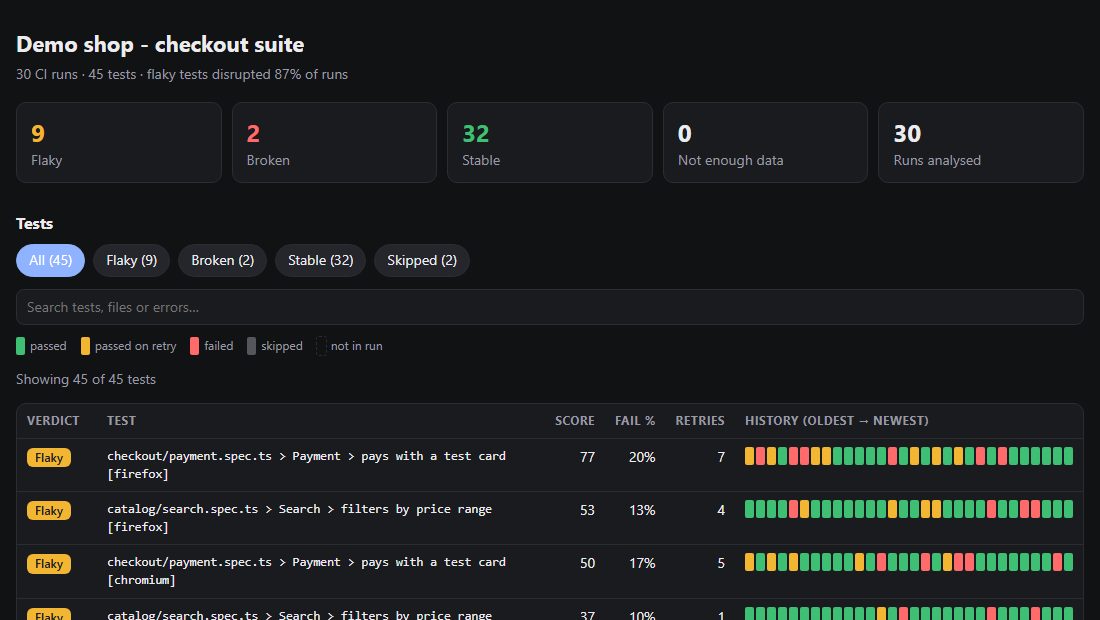 Demo shop - checkout suite
30 CI runs · 45 tests · flaky tests disrupted 87% of runs
9
Flaky
2
Broken
32
Stable
0
Not enough data
30
Runs analysed
Tests
All (45) Flaky (9) Broken (2) Stable (32) Skipped (2)
Search tests, files or errors...
passed passed on retry failed skipped not in run
Showing 45 of 45 tests
VERDICT TEST SCORE FAIL % RETRIES HISTORY (OLDEST → NEWEST)
Flaky checkout/payment.spec.ts > Payment > pays with a test card 77 20% 7
[firefox]
Flaky catalog/search.spec.ts > Search > filters by price range 53 13% 4
[firefox]
Flaky checkout/payment.spec.ts > Payment > pays with a test card 50 17% 5
[chromium]
Flaky catalog/search.spec.ts > Search > filters by price range 37 10% 1